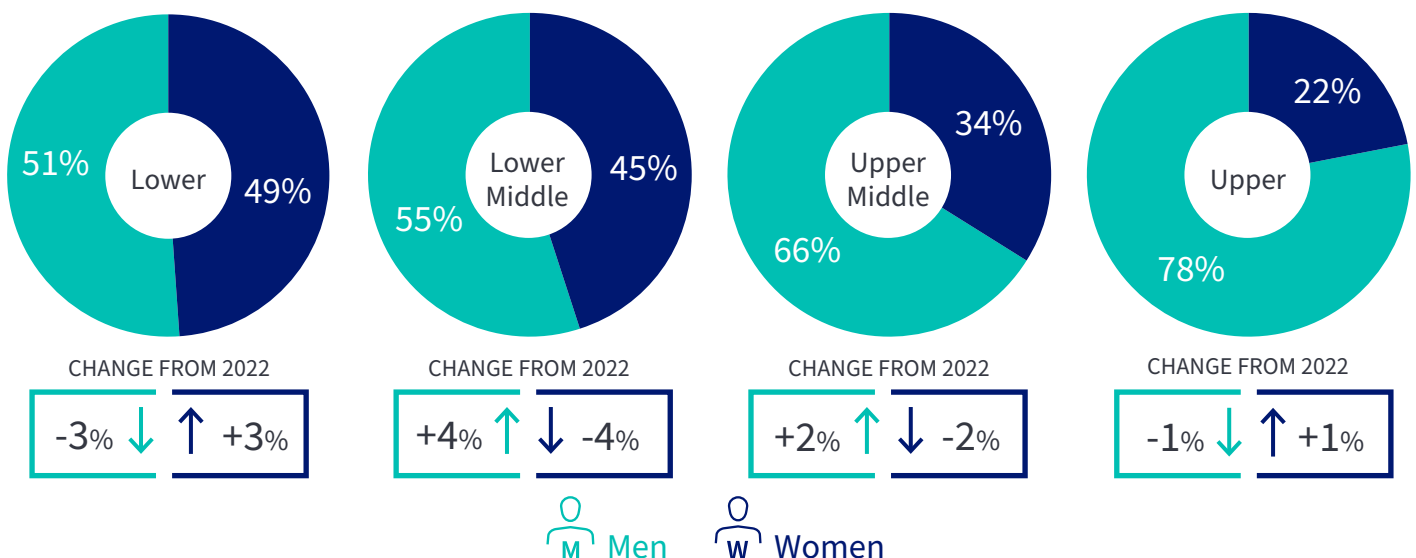 51%
Lower
49%
55%
Lower
Middle
45%
66%
Upper
Middle
34%
78%
Upper
22%
CHANGE FROM 2022
-3%
+3%
CHANGE FROM 2022
+4%
-4%
CHANGE FROM 2022
+2%
-2%
CHANGE FROM 2022
-1%
+1%
M Men
W Women